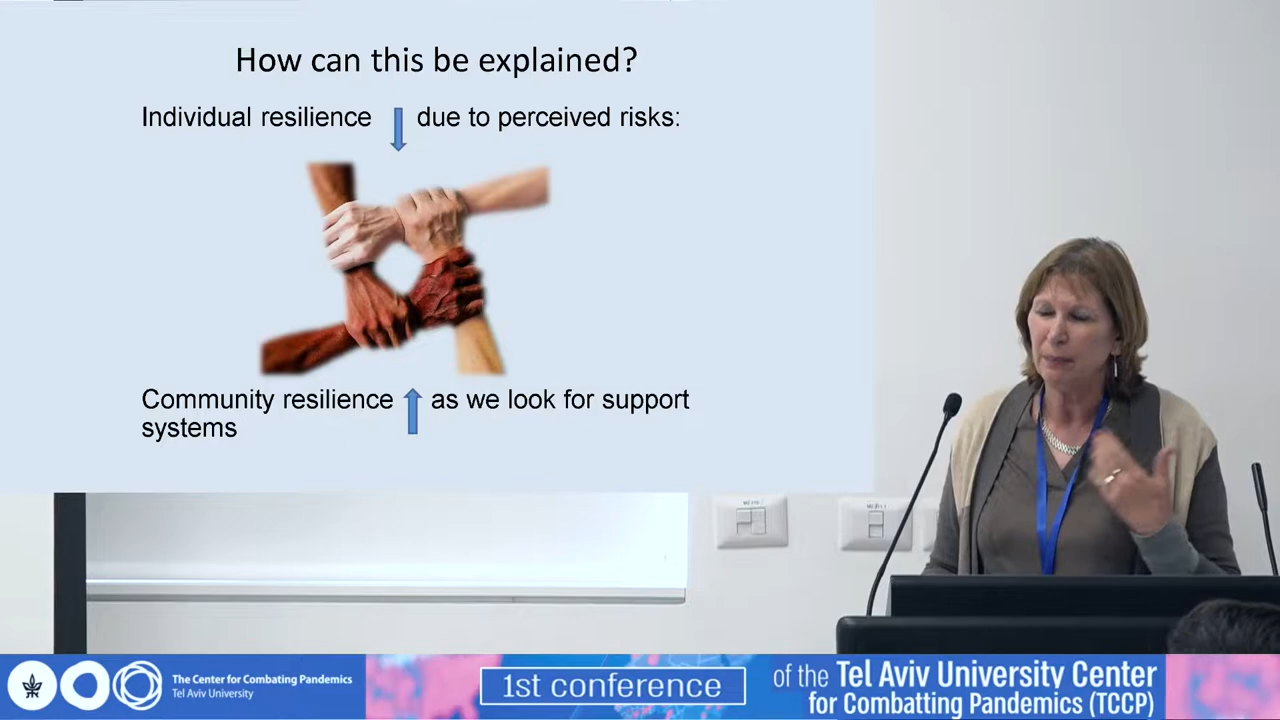 How can this be explained?
Individual resilience due to perceived risks:
Community resilience as we look for support
systems
The Center for Combating Pandemics
Tel Aviv University
1st conference
of the Tel Aviv University Center
for Combatting Pandemics (TCCP)